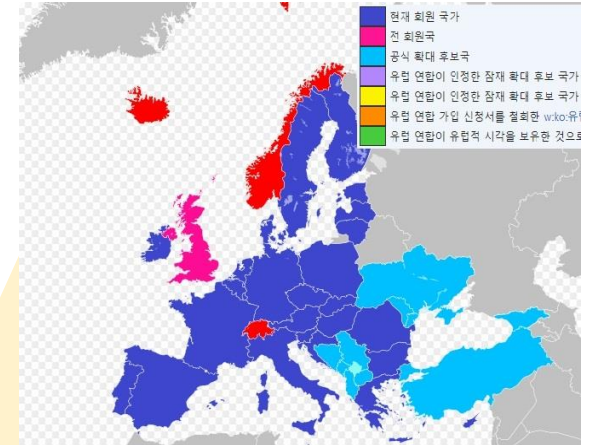 현재 회원 국가
전 회원국
공식 확대 후보국
유럽 연합이 인정한 잠재 확대 후보 국가
유럽 연합이 인정한 잠재 확대 후보 국가
유럽 연합 가입 신청서를 철회한 w:ko:유
유럽 연합이 유럽적 시각을 보유한 것으